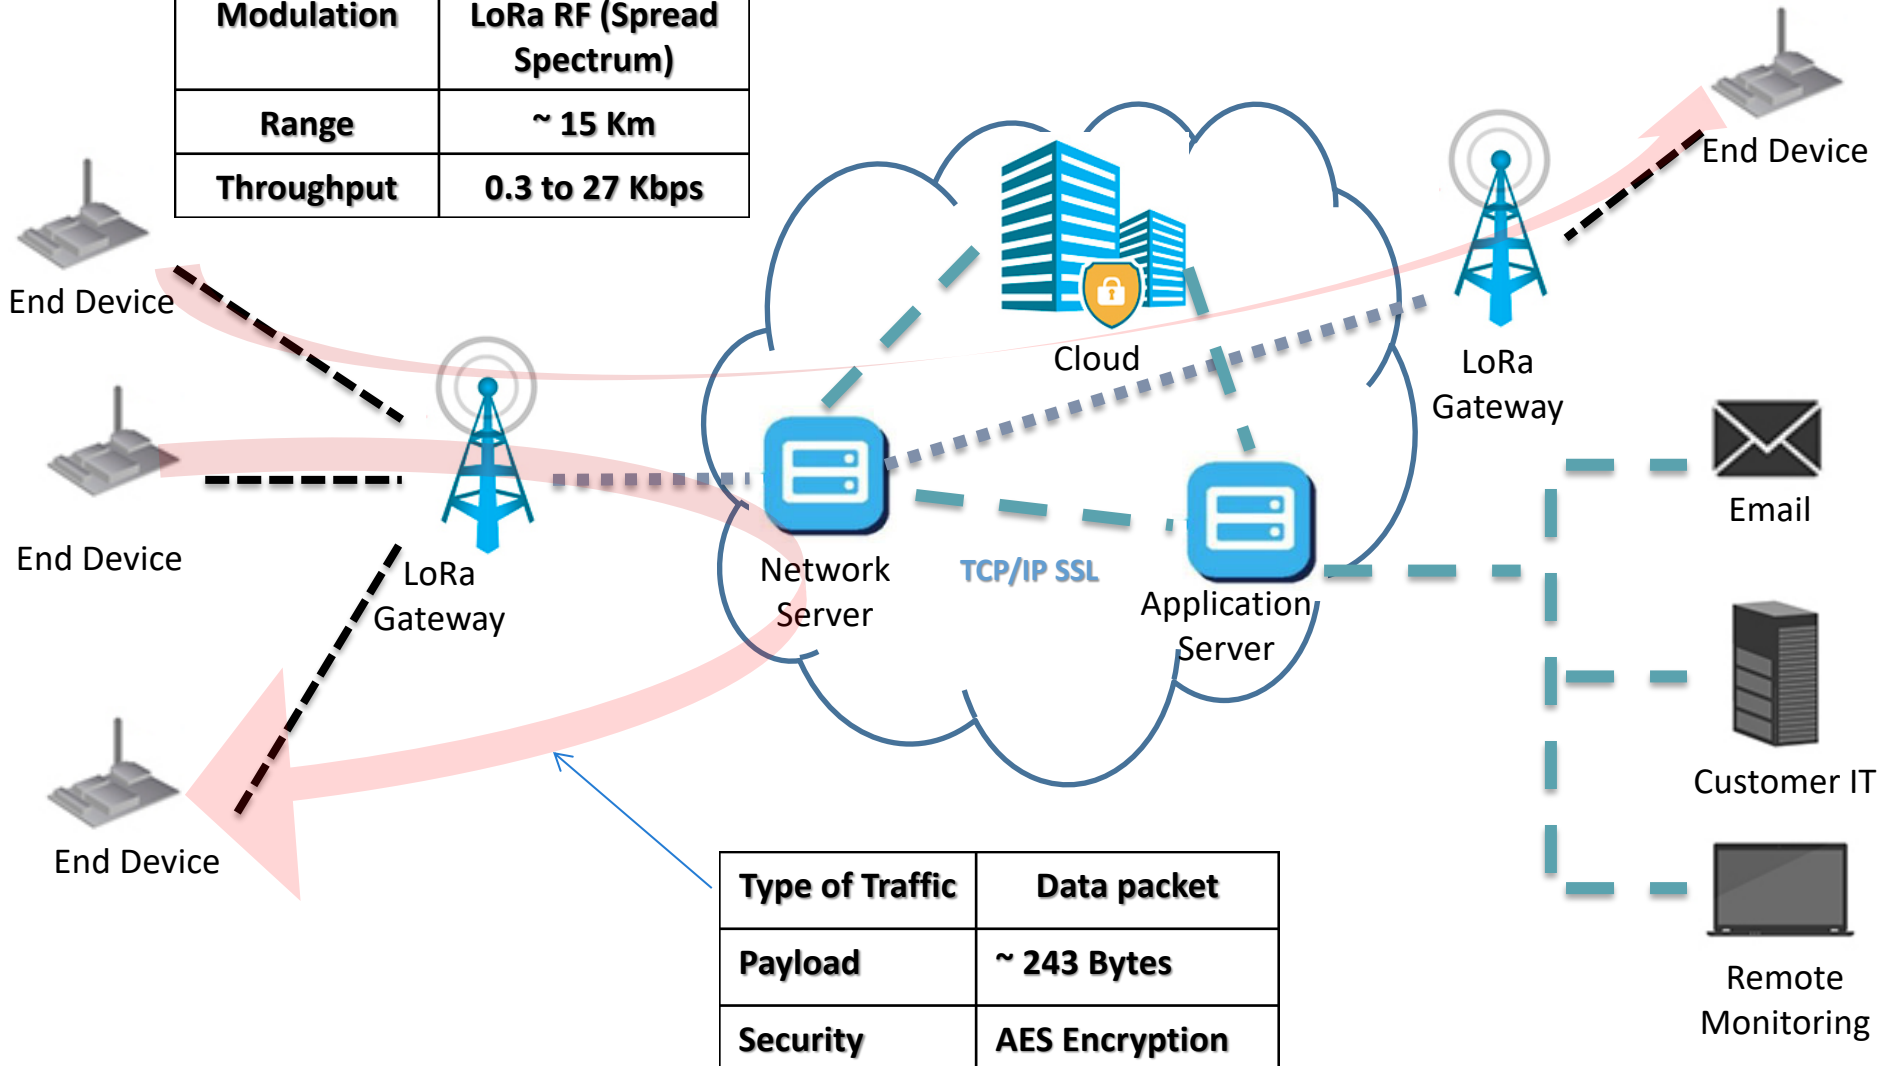 Modulation
LoRa RF (Spread
Spectrum)
Range
~ 15 Km
Throughput
0.3 to 27 Kbps
End Device
End Device
End Device
End Device
LoRa
Gateway
Cloud
LoRa
Gateway
Network
Server
TCP/IP SSL
Application
Server
Email
Customer IT
Remote
Monitoring
Type of Traffic
Data packet
Payload
~ 243 Bytes
Security
AES Encryption